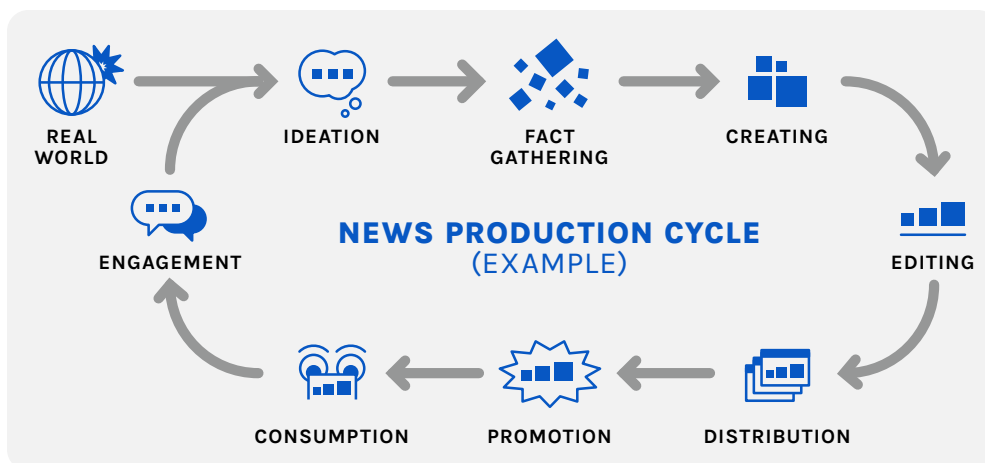 REAL
WORLD
IDEATION
FACT
GATHERING
CREATING
NEWS PRODUCTION CYCLE
(EXAMPLE)
ENGAGEMENT
EDITING
CONSUMPTION
PROMOTION
DISTRIBUTION